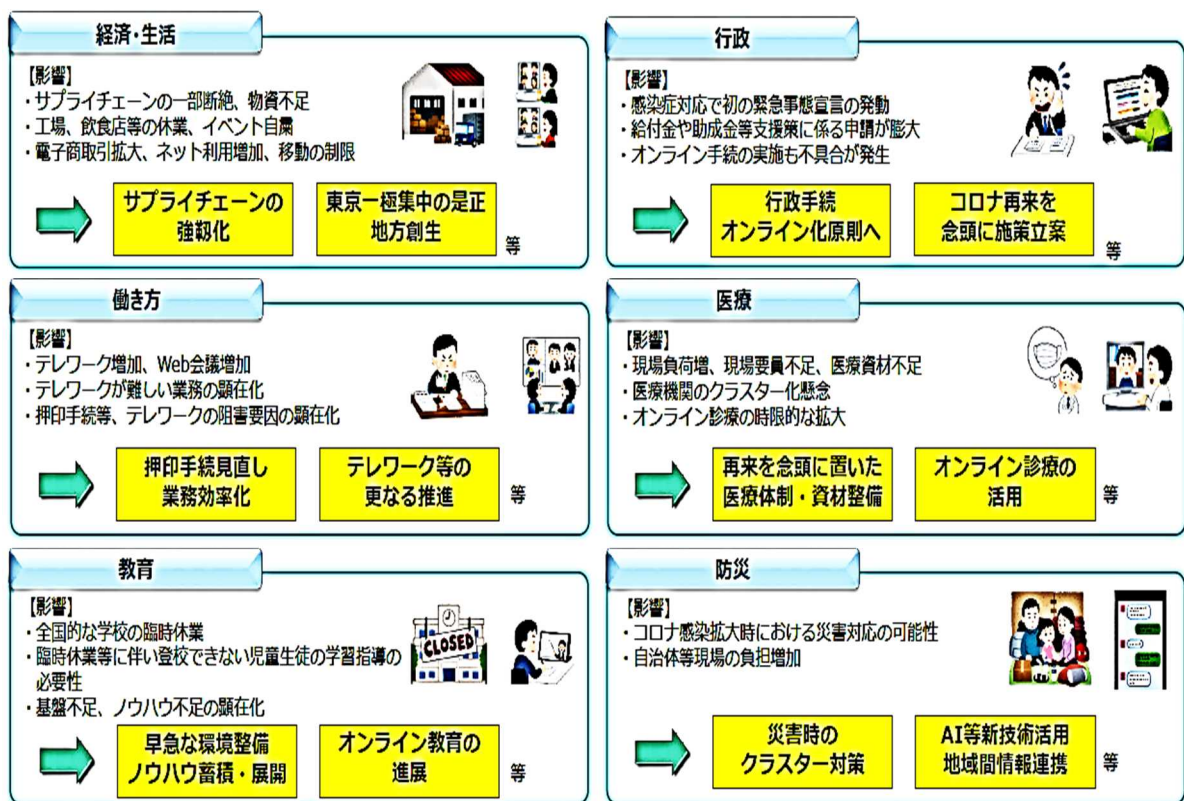 経済・生活
【影響】
・サプライチェーンの一部断絶、物資不足
・工場、飲食店等の休業、イベント自粛
・電子商取引拡大、ネット利用増加、移動の制限
サプライチェーンの
強靱化
東京一極集中の是正
地方創生
等
行政
【影響】
・感染症対応で初の緊急事態宣言の発動
・給付金や助成金等支援策に係る申請が膨大
・オンライン手続の実施も不具合が発生
行政手続
オンライン化原則へ
コロナ再来を
念頭に施策立案
等
働き方
【影響】
・テレワーク増加、Web会議増加
・テレワークが難しい業務の顕在化
・押印手続等、テレワークの阻害要因の顕在化
押印手続見直し
業務効率化
テレワーク等の
更なる推進
等
医療
【影響】
・現場負荷増、現場要員不足、医療資材不足
・医療機関のクラスター化懸念
・オンライン診療の時限的な拡大
再来を念頭に置いた
医療体制・資材整備
オンライン診療の
活用
等
教育
【影響】
・全国的な学校の臨時休業
・臨時休業等に伴い登校できない児童生徒の学習指導の
必要性
・基盤不足、ノウハウ不足の顕在化
CLOSED
早急な環境整備
ノウハウ蓄積・展開
オンライン教育の
進展
等
防災
【影響】
・コロナ感染拡大時における災害対応の可能性
・自治体等現場の負担増加
災害時の
クラスター対策
AI等新技術活用
地域間情報連携
等